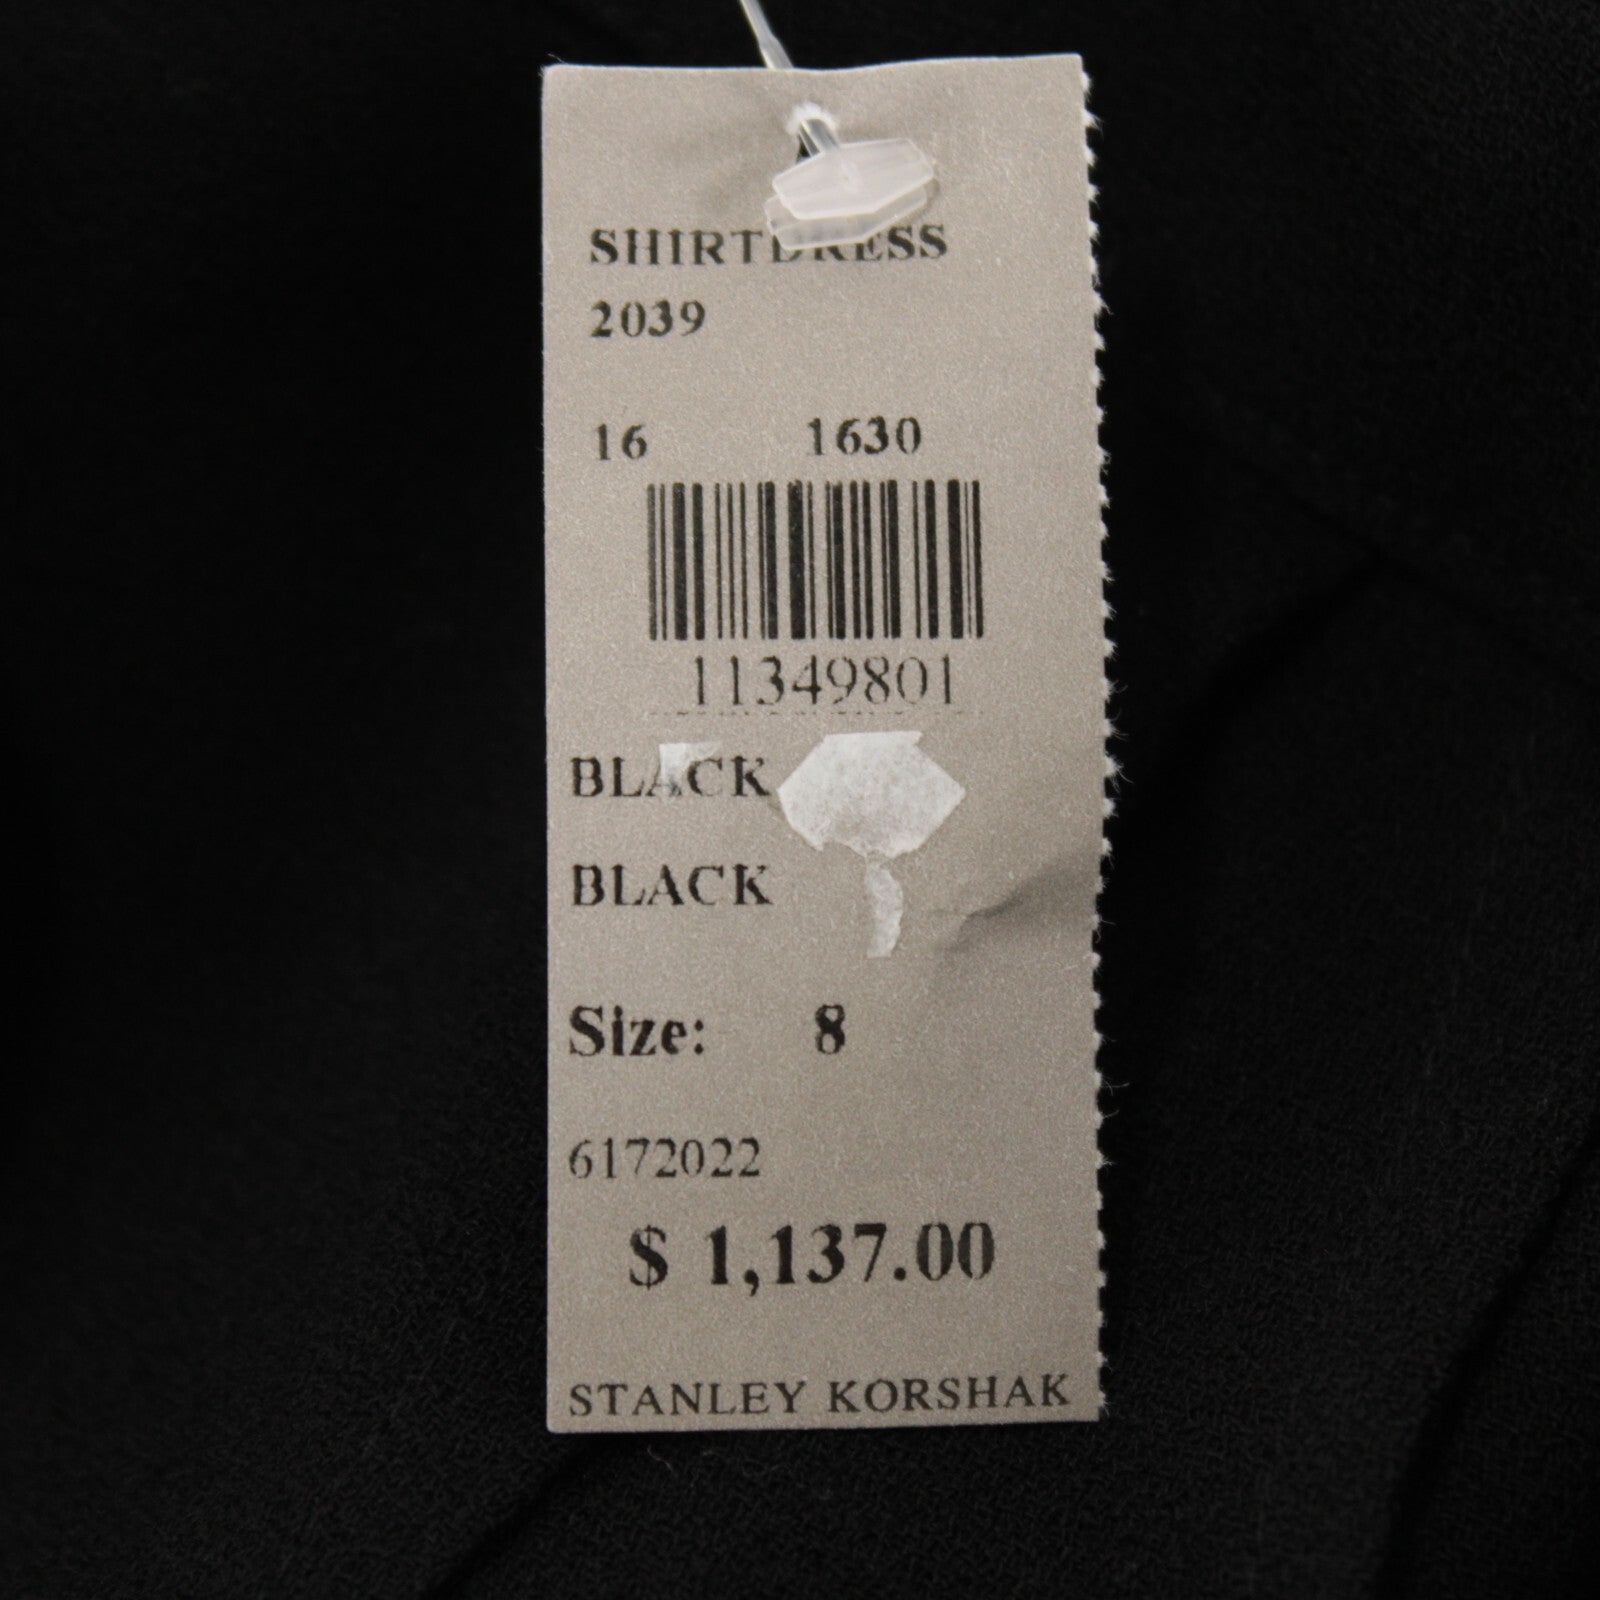 SHIRTDRESS
2039
16 1630
11349801
BLACK
BLACK
Size: 8
6172022
$ 1,137.00
STANLEY KORSHAK